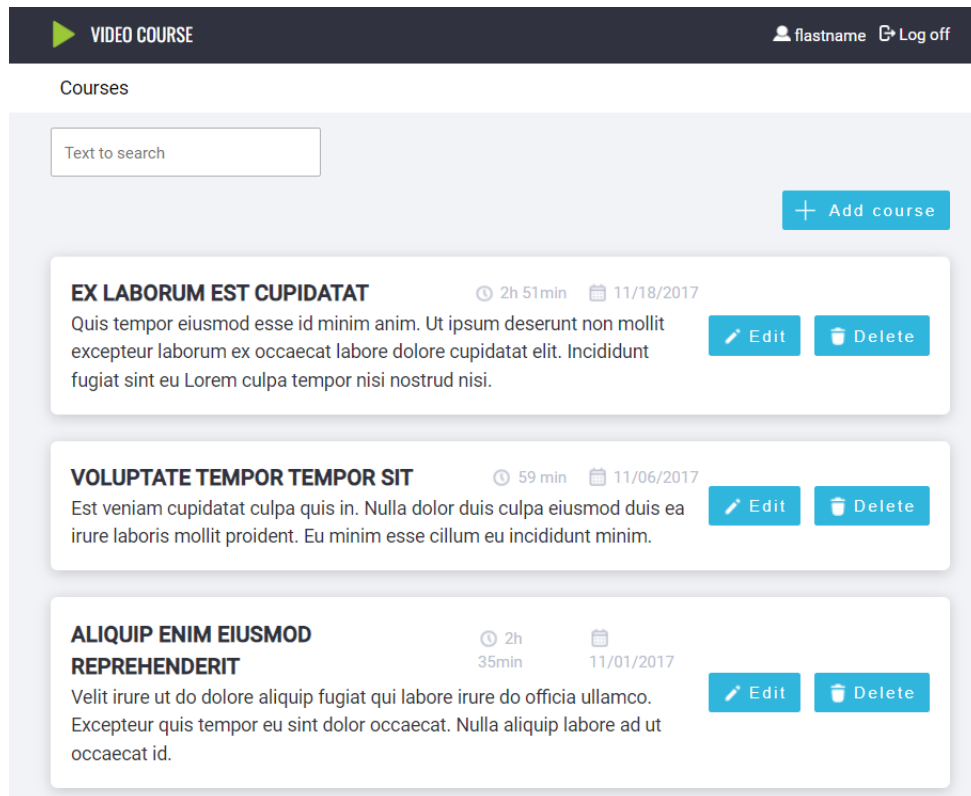 VIDEO COURSE flastname Log off
Courses
Text to search
Add course
EX LABORUM EST CUPIDATAT 2h 51min 11/18/2017
Quis tempor eiusmod esse id minim anim. Ut ipsum deserunt non mollit
excepteur laborum ex occaecat labore dolore cupidatat elit. Incididunt
fugiat sint eu Lorem culpa tempor nisi nostrud nisi.
Edit Delete
VOLUPTATE TEMPOR TEMPOR SIT 59 min 11/06/2017
Est veniam cupidatat culpa quis in. Nulla dolor duis culpa eiusmod duis ea
irure laboris mollit proident. Eu minim esse cillum eu incididunt minim.
Edit Delete
ALIQUIP ENIM EIUSMOD
REPREHENDERIT
2h
35min
11/01/2017
Velit irure ut do dolore aliquip fugiat qui labore irure do officia ullamco.
Excepteur quis tempor eu sint dolor occaecat. Nulla aliquip labore ad ut
occaecat id.
Edit Delete